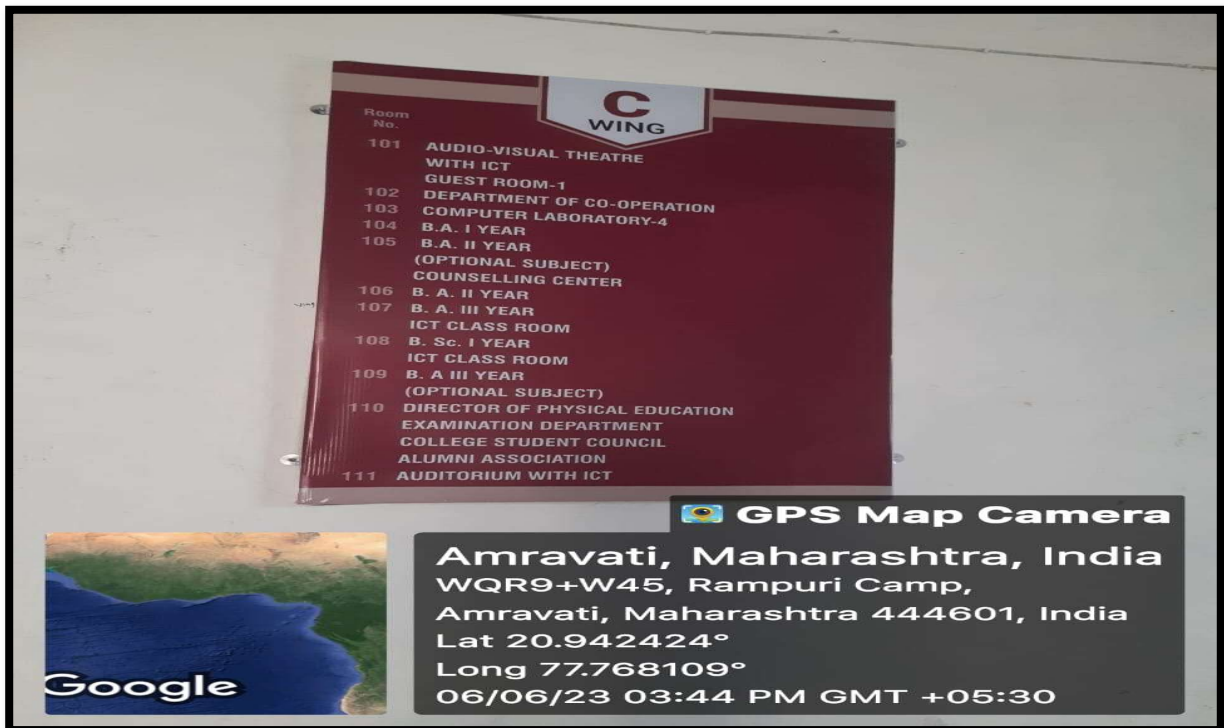 C
WING
Room
No.
101 AUDIO-VISUAL THEATRE
WITH ICT
GUEST ROOM-1
102 DEPARTMENT OF CO-OPERATION
103 COMPUTER LABORATORY-4
104 B.A. I YEAR
105 B.A. II YEAR
(OPTIONAL SUBJECT)
COUNSELLING CENTER
106 B. A. II YEAR
107 B. A. III YEAR
ICT CLASS ROOM
108 B. Sc. I YEAR
ICT CLASS ROOM
109 B. A III YEAR
(OPTIONAL SUBJECT)
110 DIRECTOR OF PHYSICAL EDUCATION
EXAMINATION DEPARTMENT
COLLEGE STUDENT COUNCIL
ALUMNI ASSOCIATION
111 AUDITORIUM WITH ICT
GPS Map Camera
Google
Amravati, Maharashtra, India
WQR9+W45, Rampuri Camp,
Amravati, Maharashtra 444601, India
Lat 20.942424°
Long 77.768109°
06/06/23 03:44 PM GMT +05:30